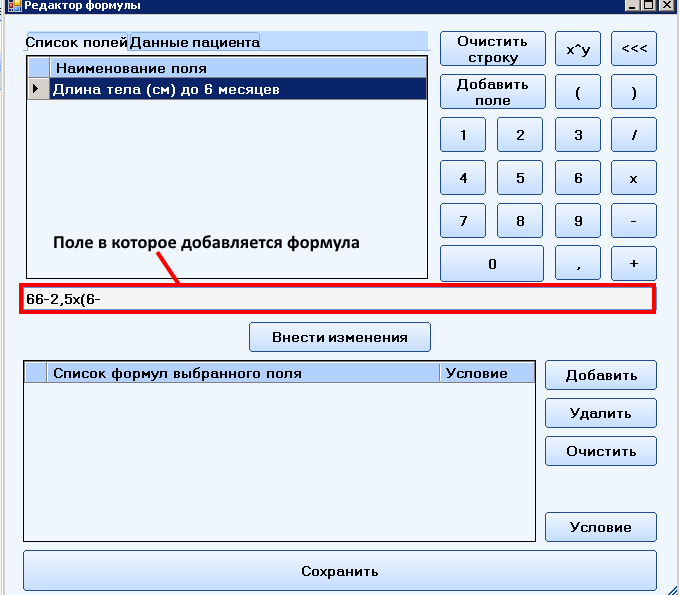 Редактор формулы
Список полей Данные пациента
Наименование поля
Длина тела (см) до 6 месяцев
Очистить строку
x^y
<<<
Добавить поле
(
)
1
2
3
/
4
5
6
x
7
8
9
-
0
,
+
Поле в которое добавляется формула
66-2,5x(6-
Внести изменения
Список формул выбранного поля
Условие
Добавить
Удалить
Очистить
Условие
Сохранить